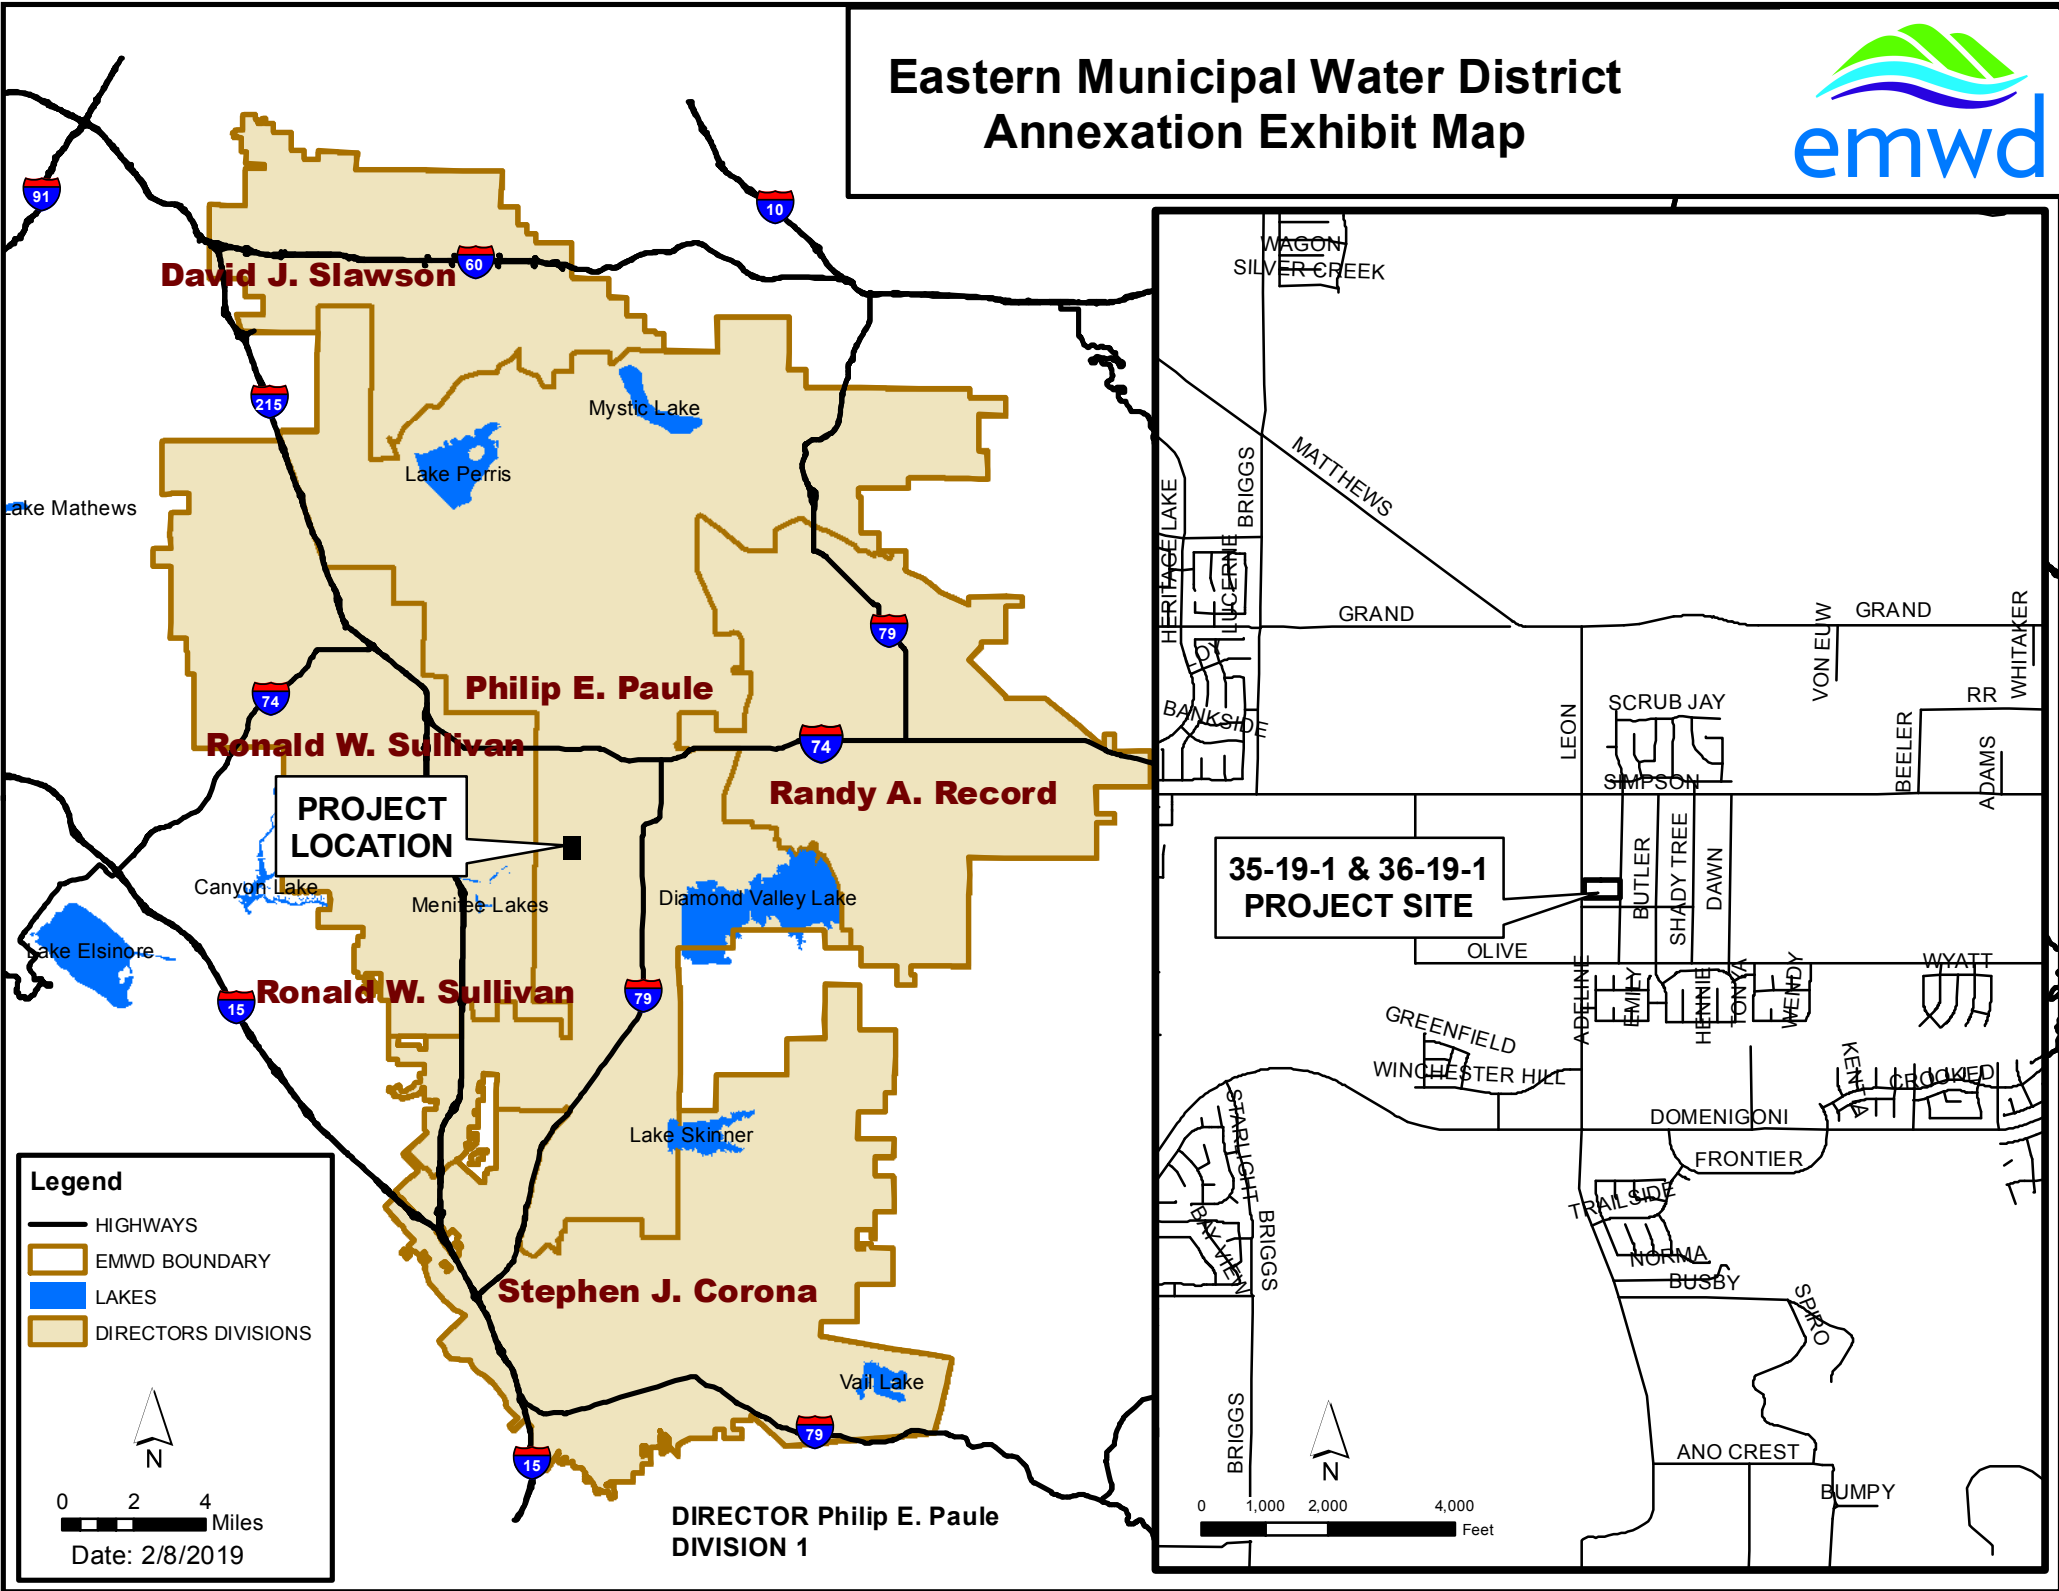 Eastern Municipal Water District
Annexation Exhibit Map
emwd
91
10
60
David J. Slawson
215
Mystic Lake
Lake Perris
Lake Mathews
79
74
Philip E. Paule
Ronald W. Sullivan
74
Randy A. Record
PROJECT
LOCATION
Canyon Lake
Menifee Lakes
Diamond Valley Lake
Lake Elsinore
Ronald W. Sullivan
15
79
Lake Skinner
Stephen J. Corona
Vail Lake
79
15
DIRECTOR Philip E. Paule
DIVISION 1
Legend
HIGHWAYS
EMWD BOUNDARY
LAKES
DIRECTORS DIVISIONS
N
0 2 4
Miles
Date: 2/8/2019
WAGON
SILVER CREEK
MATTHEWS
BRIGGS
HERITAGE LAKE
LUCERNE
GRAND
GRAND
VON EUW
WHITAKER
LOY
BANKSIDE
LEON
SCRUB JAY
RR
BEELER
ADAMS
SIMPSON
35-19-1 & 36-19-1
PROJECT SITE
BUTLER
SHADY TREE
DAWN
OLIVE
ADELINE
EMILY
HENNIE
TONYA
WENDY
WYATT
GREENFIELD
WINCHESTER HILL
KENTA
CROOKED
DOMENIGONI
STARLIGHT
FRONTIER
TRAILSIDE
BAY VIEW
BRIGGS
NORMA
BUSBY
SPIRO
BRIGGS
ANO CREST
BUMPY
N
0 1,000 2,000 4,000
Feet